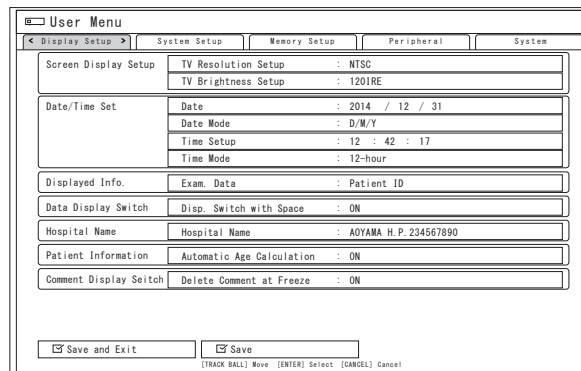 User Menu
< Display Setup > System Setup Memory Setup Peripheral System
Screen Display Setup TV Resolution Setup : NTSC
TV Brightness Setup : 120IRE
Date/Time Set Date : 2014 / 12 / 31
Date Mode : D/M/Y
Time Setup : 12 : 42 : 17
Time Mode : 12-hour
Displayed Info. Exam. Data : Patient ID
Data Display Switch Disp. Switch with Space : ON
Hospital Name Hospital Name : AOYAMA H.P.234567890
Patient Information Automatic Age Calculation : ON
Comment Display Seitch Delete Comment at Freeze : ON
Save and Exit Save
[TRACK BALL] Move [ENTER] Select [CANCEL] Cancel